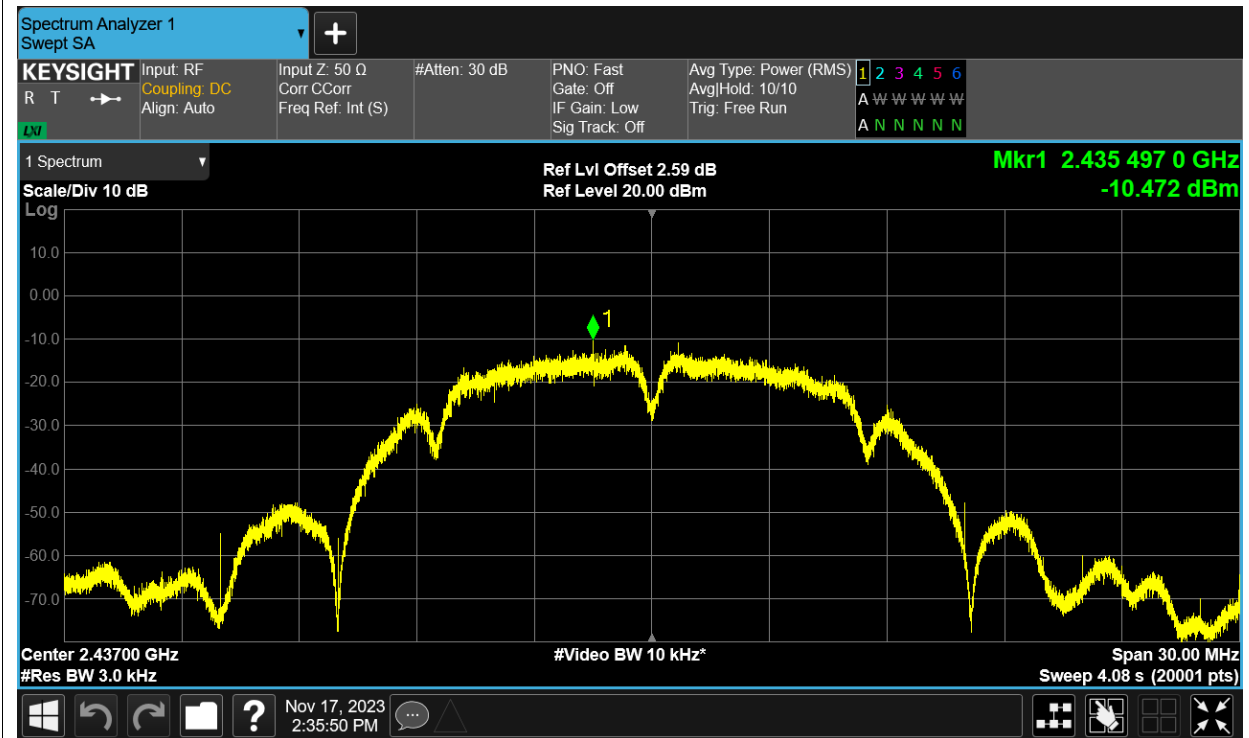 Spectrum Analyzer 1
Swept SA
▼
+
KEYSIGHT
R T
LXI
Input: RF
Coupling: DC
Align: Auto
Input Z: 50 Ω
Corr CCorr
Freq Ref: Int (S)
#Atten: 30 dB
PNO: Fast
Gate: Off
IF Gain: Low
Sig Track: Off
Avg Type: Power (RMS)
Avg|Hold: 10/10
Trig: Free Run
1 2 3 4 5 6
A W W W W W
A N N N N N
1 Spectrum ▼
Scale/Div 10 dB
Ref Lvl Offset 2.59 dB
Ref Level 20.00 dBm
Mkr1 2.435 497 0 GHz
-10.472 dBm
Log
10.0
0.00
-10.0
-20.0
-30.0
-40.0
-50.0
-60.0
-70.0
1
Center 2.43700 GHz
#Res BW 3.0 kHz
#Video BW 10 kHz*
Span 30.00 MHz
Sweep 4.08 s (20001 pts)
?
Nov 17, 2023
2:35:50 PM